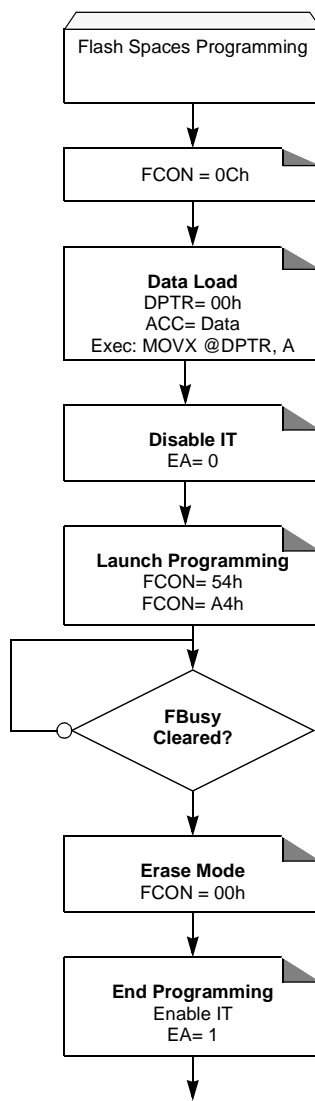 Flash Spaces Programming
FCON = 0Ch
Data Load
DPTR= 00h
ACC= Data
Exec: MOVX @DPTR, A
Disable IT
EA= 0
Launch Programming
FCON= 54h
FCON= A4h
FBusy
Cleared?
Erase Mode
FCON = 00h
End Programming
Enable IT
EA= 1